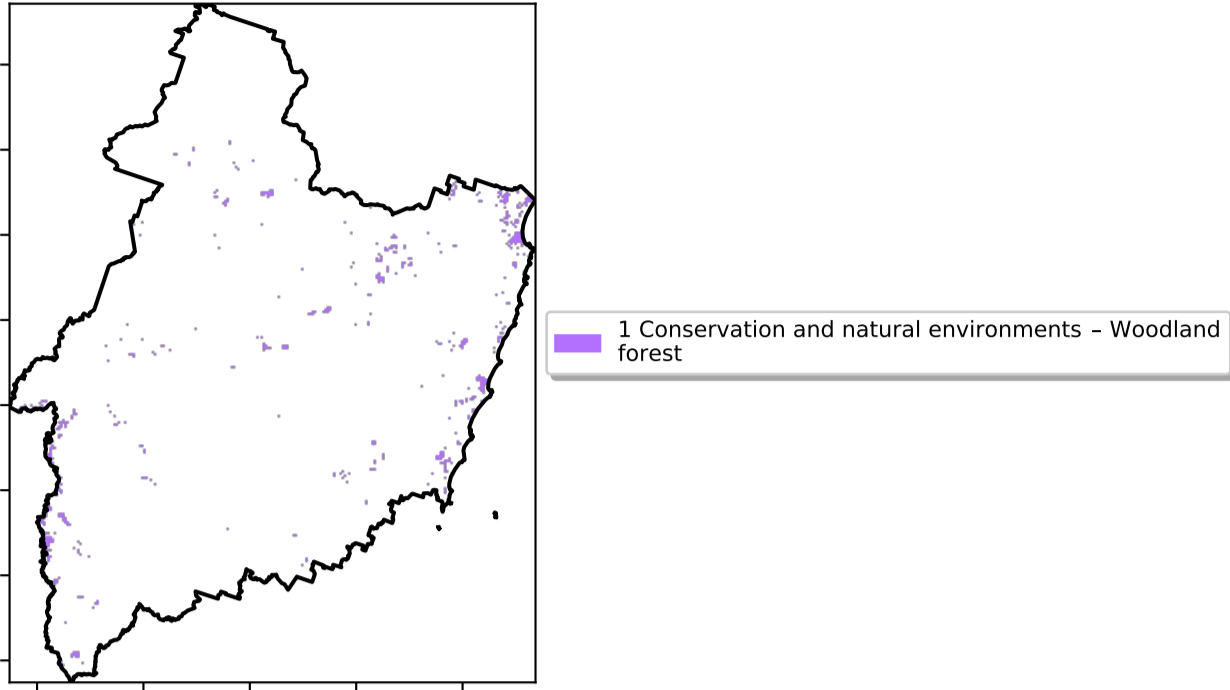 1 Conservation and natural environments – Woodland
forest